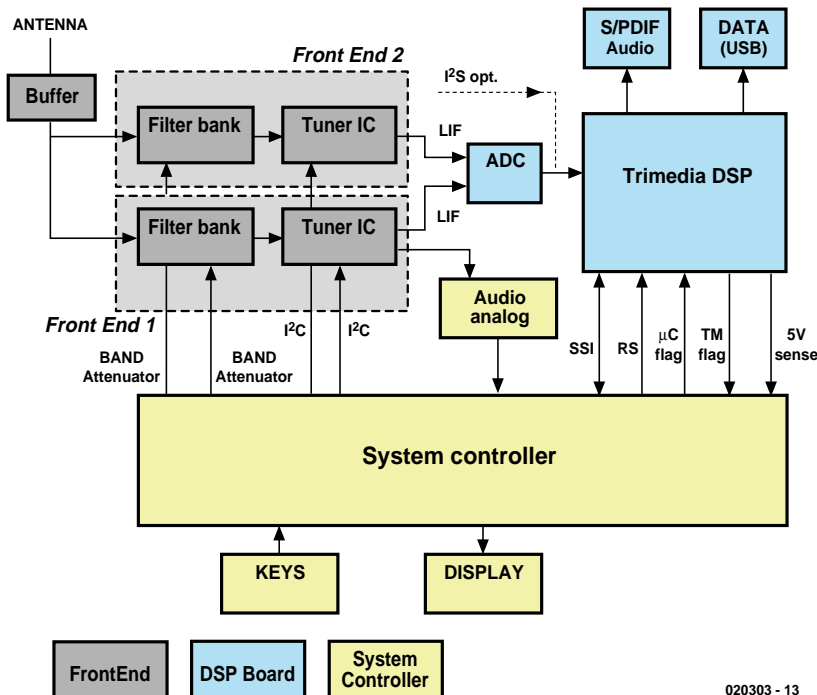 ANTENNA
Buffer
Front End 2
Filter bank
Tuner IC
I²S opt.
LIF
ADC
LIF
S/PDIF
Audio
DATA
(USB)
Trimedia DSP
Filter bank
Tuner IC
Front End 1
Audio
analog
BAND
Attenuator
BAND
Attenuator
I²C
I²C
SSI
RS
µC
flag
TM
flag
5V
sense
System controller
KEYS
DISPLAY
FrontEnd
DSP Board
System
Controller
020303 - 13